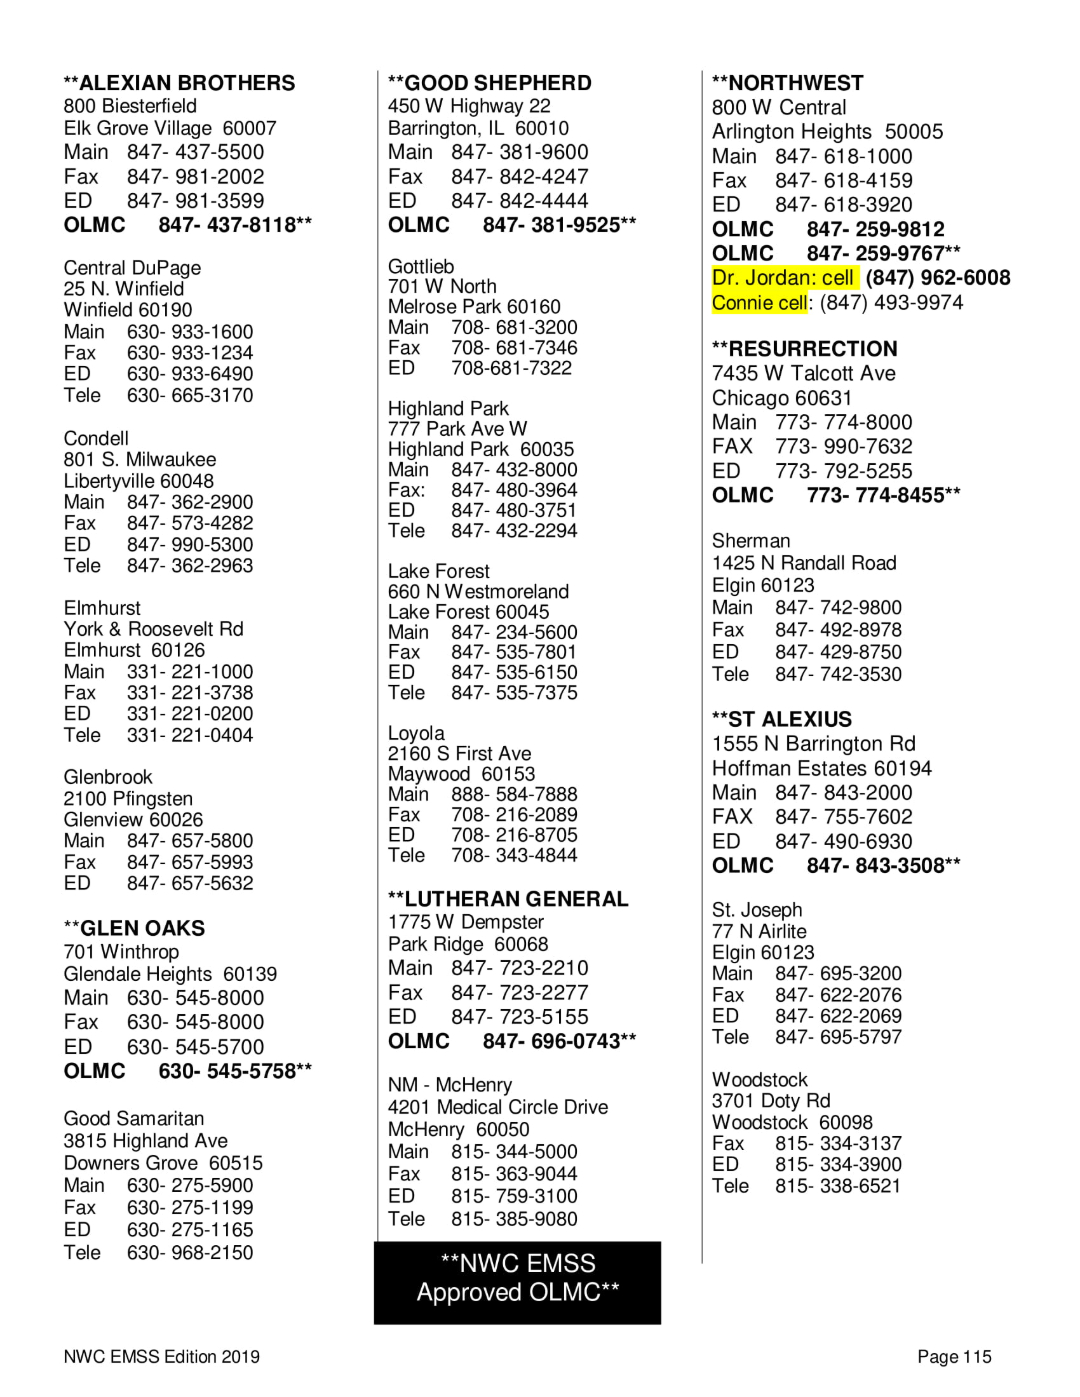 **ALEXIAN BROTHERS
800 Biesterfield
Elk Grove Village 60007
Main 847- 437-5500
Fax 847- 981-2002
ED 847- 981-3599
OLMC 847- 437-8118**
Central DuPage
25 N. Winfield
Winfield 60190
Main 630- 933-1600
Fax 630- 933-1234
ED 630- 933-6490
Tele 630- 665-3170
Condell
801 S. Milwaukee
Libertyville 60048
Main 847- 362-2900
Fax 847- 573-4282
ED 847- 990-5300
Tele 847- 362-2963
Elmhurst
York & Roosevelt Rd
Elmhurst 60126
Main 331- 221-1000
Fax 331- 221-3738
ED 331- 221-0200
Tele 331- 221-0404
Glenbrook
2100 Pfingsten
Glenview 60026
Main 847- 657-5800
Fax 847- 657-5993
ED 847- 657-5632
**GLEN OAKS
701 Winthrop
Glendale Heights 60139
Main 630- 545-8000
Fax 630- 545-8000
ED 630- 545-5700
OLMC 630- 545-5758**
Good Samaritan
3815 Highland Ave
Downers Grove 60515
Main 630- 275-5900
Fax 630- 275-1199
ED 630- 275-1165
Tele 630- 968-2150
**GOOD SHEPHERD
450 W Highway 22
Barrington, IL 60010
Main 847- 381-9600
Fax 847- 842-4247
ED 847- 842-4444
OLMC 847- 381-9525**
Gottlieb
701 W North
Melrose Park 60160
Main 708- 681-3200
Fax 708- 681-7346
ED 708-681-7322
Highland Park
777 Park Ave W
Highland Park 60035
Main 847- 432-8000
Fax: 847- 480-3964
ED 847- 480-3751
Tele 847- 432-2294
Lake Forest
660 N Westmoreland
Lake Forest 60045
Main 847- 234-5600
Fax 847- 535-7801
ED 847- 535-6150
Tele 847- 535-7375
Loyola
2160 S First Ave
Maywood 60153
Main 888- 584-7888
Fax 708- 216-2089
ED 708- 216-8705
Tele 708- 343-4844
**LUTHERAN GENERAL
1775 W Dempster
Park Ridge 60068
Main 847- 723-2210
Fax 847- 723-2277
ED 847- 723-5155
OLMC 847- 696-0743**
NM - McHenry
4201 Medical Circle Drive
McHenry 60050
Main 815- 344-5000
Fax 815- 363-9044
ED 815- 759-3100
Tele 815- 385-9080
**NWC EMSS
Approved OLMC**
**NORTHWEST
800 W Central
Arlington Heights 50005
Main 847- 618-1000
Fax 847- 618-4159
ED 847- 618-3920
OLMC 847- 259-9812
OLMC 847- 259-9767**
Dr. Jordan: cell (847) 962-6008
Connie cell: (847) 493-9974
**RESURRECTION
7435 W Talcott Ave
Chicago 60631
Main 773- 774-8000
FAX 773- 990-7632
ED 773- 792-5255
OLMC 773- 774-8455**
Sherman
1425 N Randall Road
Elgin 60123
Main 847- 742-9800
Fax 847- 492-8978
ED 847- 429-8750
Tele 847- 742-3530
**ST ALEXIUS
1555 N Barrington Rd
Hoffman Estates 60194
Main 847- 843-2000
FAX 847- 755-7602
ED 847- 490-6930
OLMC 847- 843-3508**
St. Joseph
77 N Airlite
Elgin 60123
Main 847- 695-3200
Fax 847- 622-2076
ED 847- 622-2069
Tele 847- 695-5797
Woodstock
3701 Doty Rd
Woodstock 60098
Fax 815- 334-3137
ED 815- 334-3900
Tele 815- 338-6521
NWC EMSS Edition 2019
Page 115